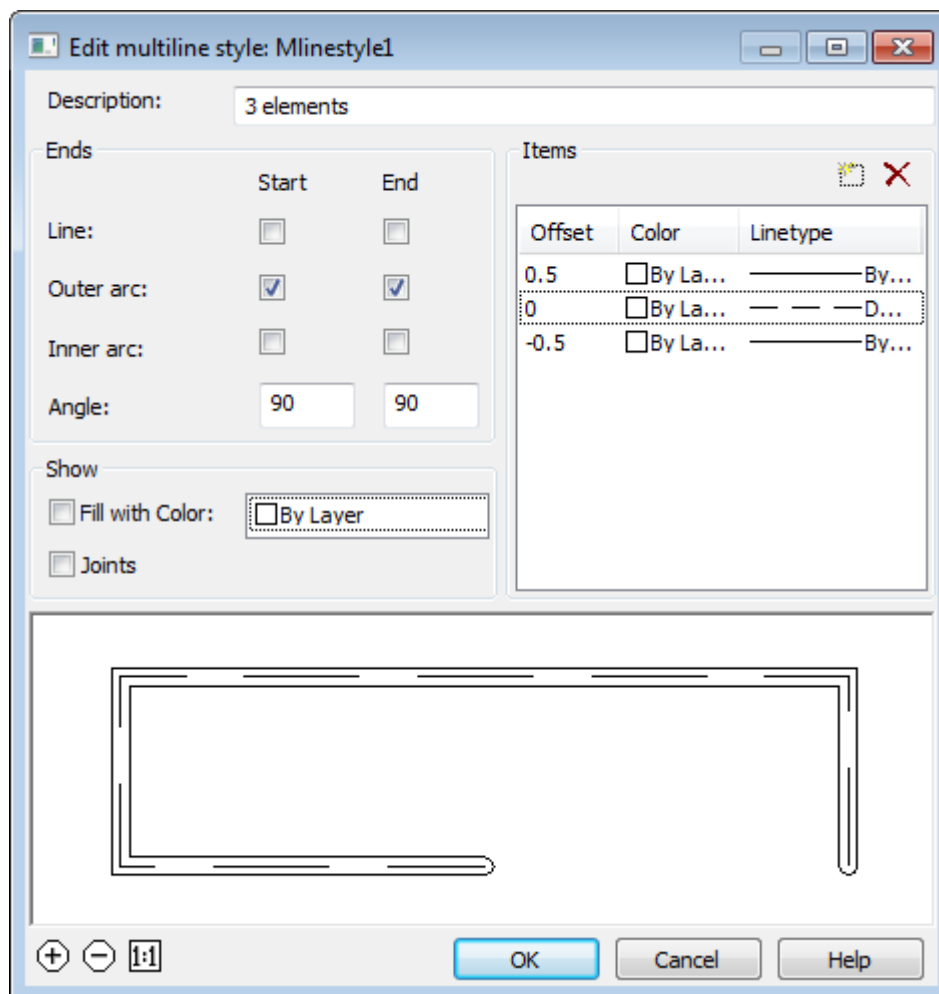 Edit multiline style: Mlinestyle1
Description: 3 elements
Ends
Start End
Line:
Outer arc:
Inner arc:
Angle: 90 90
Items
Offset Color Linetype
0.5 By La... By...
0 By La... D...
-0.5 By La... By...
Show
Fill with Color: By Layer
Joints
1:1 OK Cancel Help